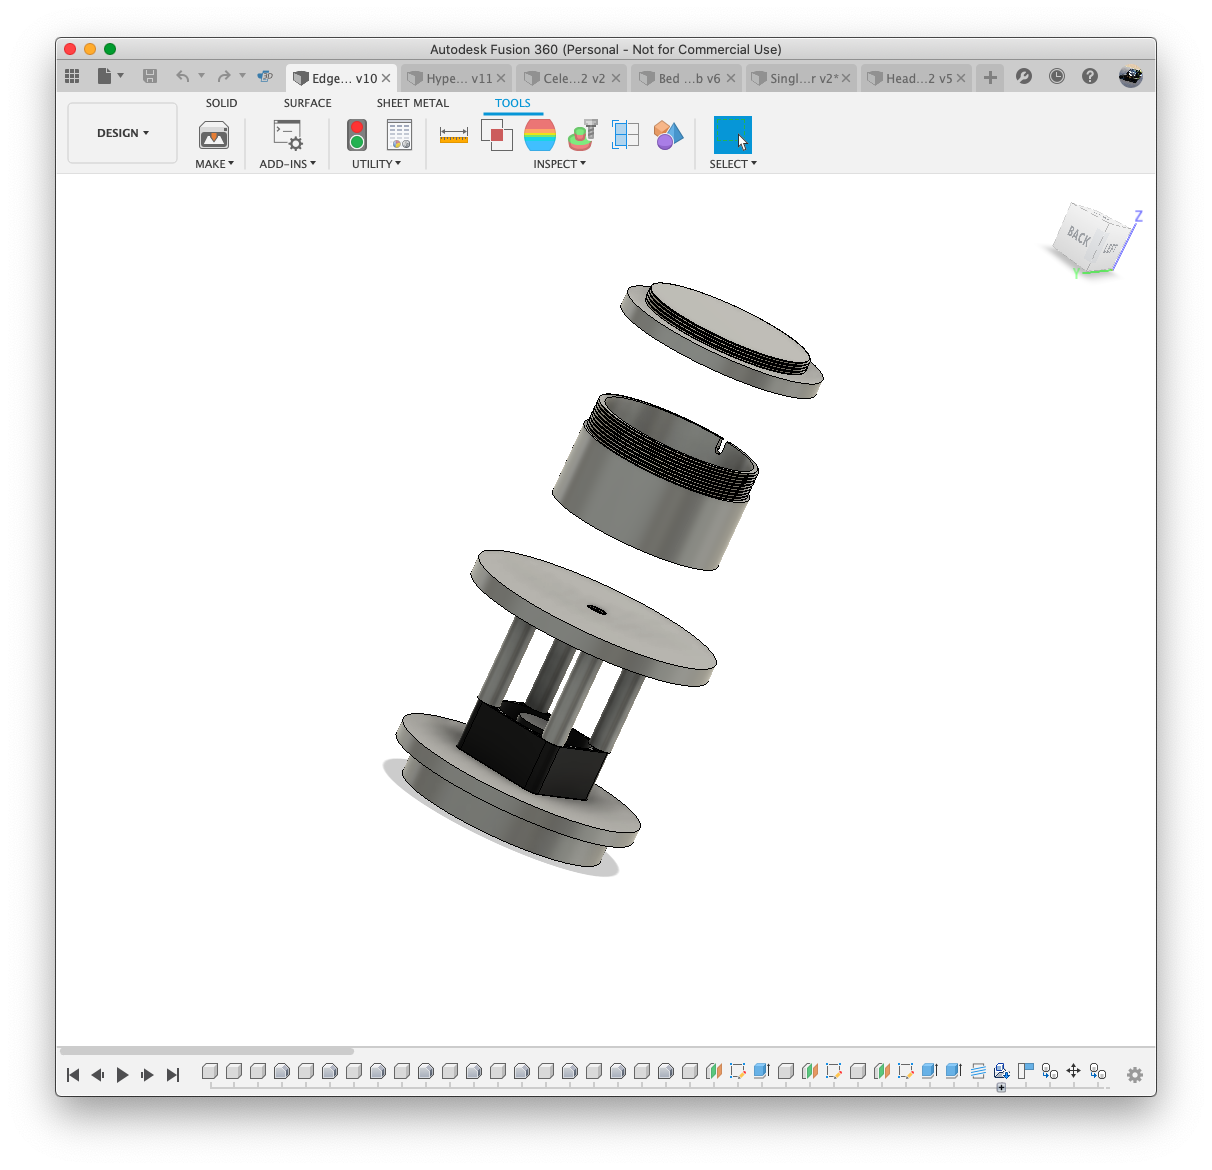 Autodesk Fusion 360 (Personal - Not for Commercial Use)
Edge... v10 Hype... v11 Cele...2 v2 Bed ...b v6 Singl...r v2* Head...2 v5
SOLID SURFACE SHEET METAL TOOLS
DESIGN
MAKE ADD-INS UTILITY INSPECT SELECT
Z
BACK LEFT
Y